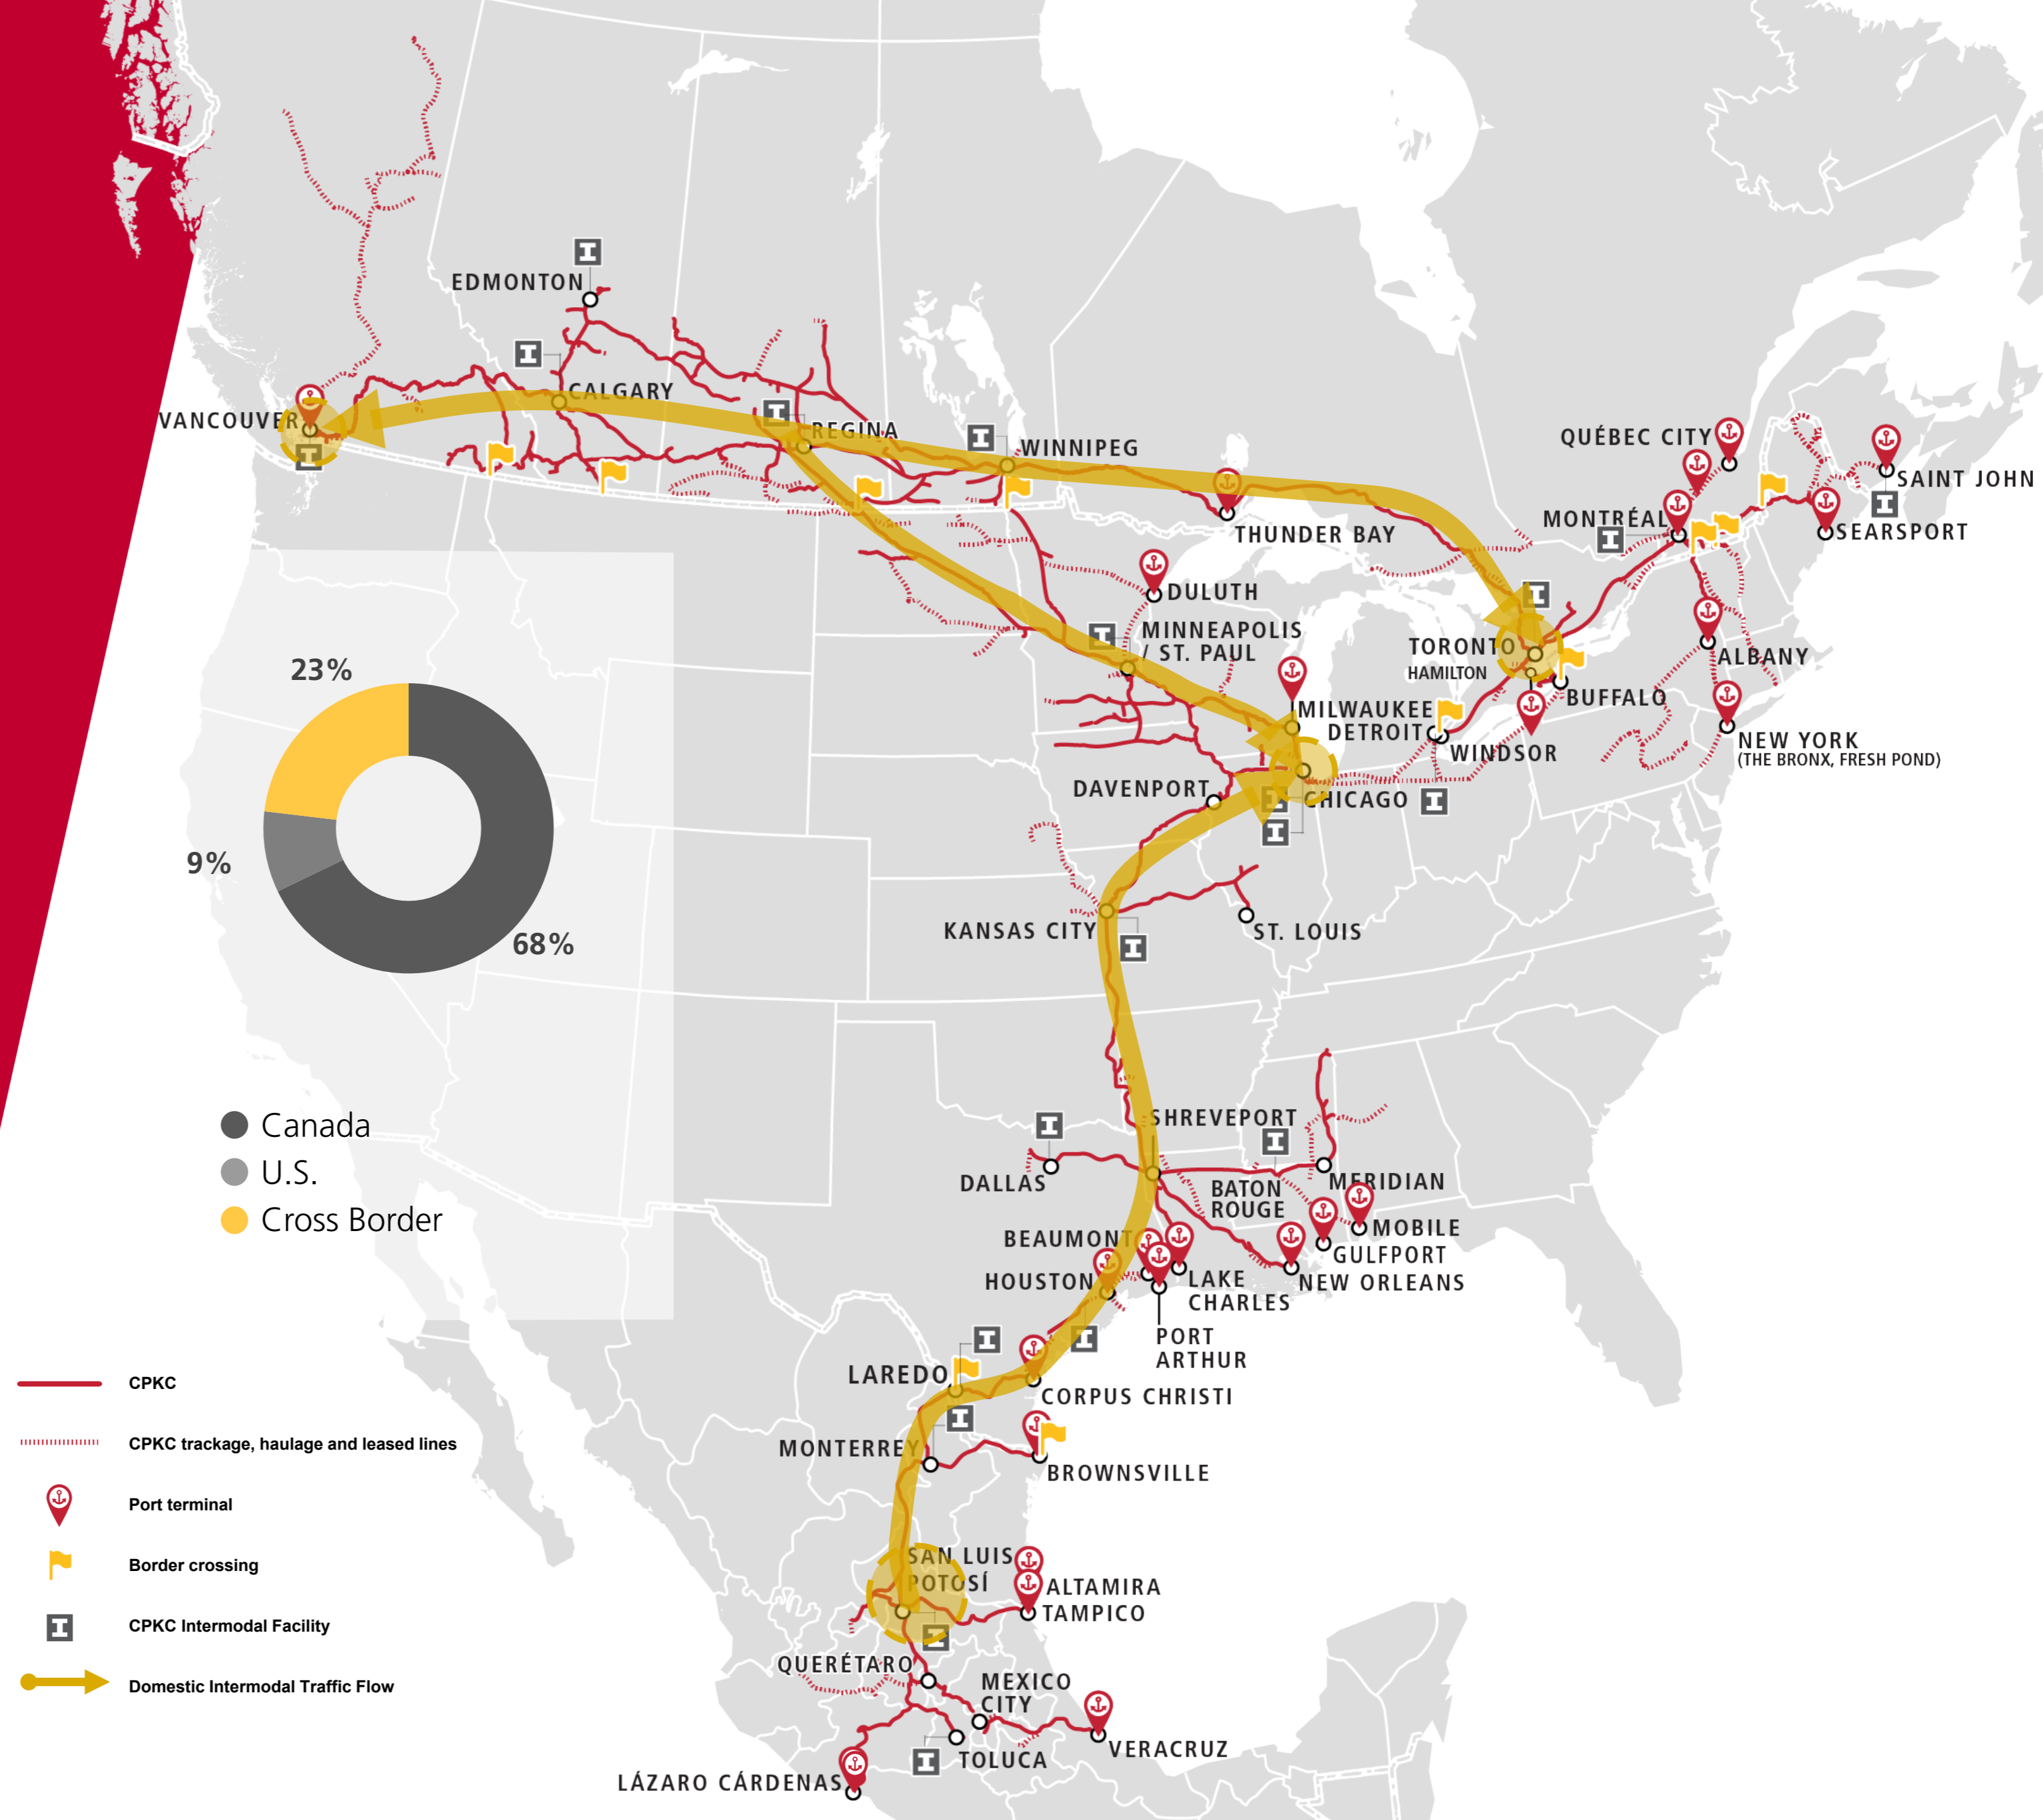 EDMONTON
CALGARY
VANCOUVER
REGINA
WINNIPEG
THUNDER BAY
QUÉBEC CITY
SAINT JOHN
MONTRÉAL
SEARSPORT
DULUTH
MINNEAPOLIS
/ ST. PAUL
TORONTO
HAMILTON
ALBANY
BUFFALO
MILWAUKEE
DETROIT
WINDSOR
NEW YORK
(THE BRONX, FRESH POND)
DAVENPORT
CHICAGO
KANSAS CITY
ST. LOUIS
23%
9%
68%
Canada
U.S.
Cross Border
SHREVEPORT
DALLAS
MERIDIAN
BATON
ROUGE
MOBILE
BEAUMONT
GULFPORT
HOUSTON
LAKE
CHARLES
NEW ORLEANS
PORT
ARTHUR
LAREDO
CORPUS CHRISTI
MONTERREY
BROWNSVILLE
SAN LUIS
POTOSÍ
ALTAMIRA
TAMPICO
QUERÉTARO
MEXICO
CITY
TOLUCA
VERACRUZ
LÁZARO CÁRDENAS
CPKC
CPKC trackage, haulage and leased lines
Port terminal
Border crossing
CPKC Intermodal Facility
Domestic Intermodal Traffic Flow